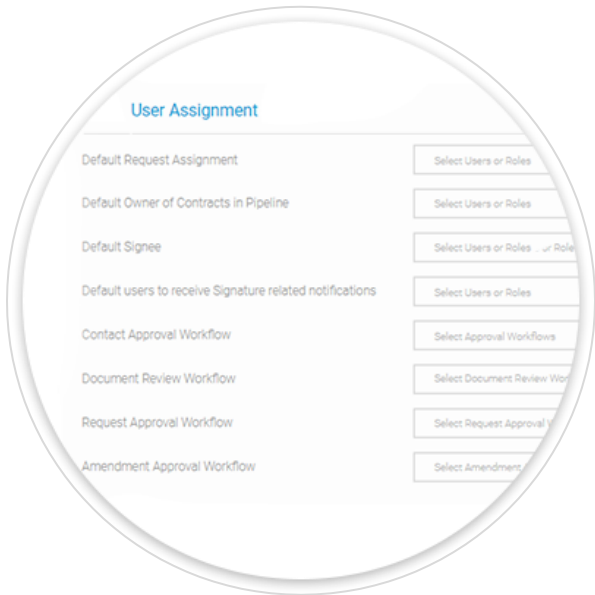 User Assignment
Default Request Assignment Select Users or Roles
Default Owner of Contracts in Pipeline Select Users or Roles
Default Signee Select Users or Roles or Role
Default users to receive Signature related notifications Select Users or Roles
Contact Approval Workflow Select Approval Workflows
Document Review Workflow Select Document Review Wor
Request Approval Workflow Select Request Approval
Amendment Approval Workflow Select Amendment